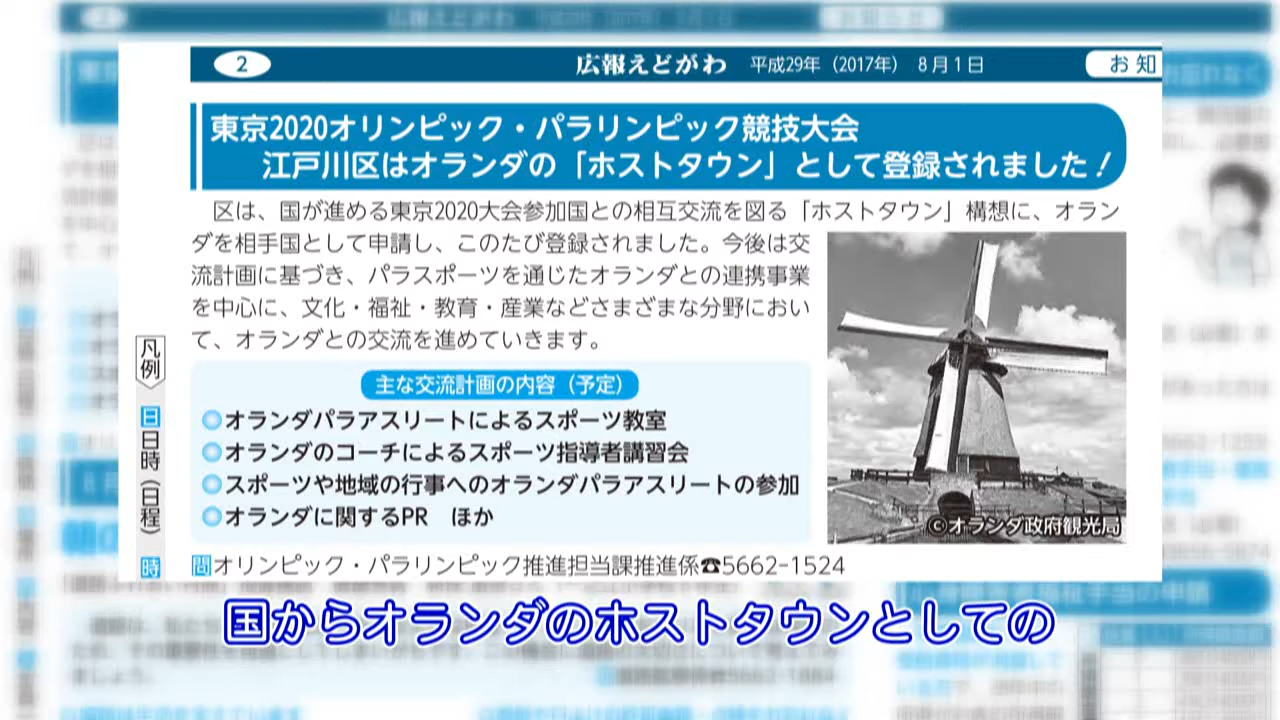 2 広報えどがわ 平成29年（2017年） 8月1日 お知
東京2020オリンピック・パラリンピック競技大会
江戸川区はオランダの「ホストタウン」として登録されました！
区は、国が進める東京2020大会参加国との相互交流を図る「ホストタウン」構想に、オラン
ダを相手国として申請し、このたび登録されました。今後は交
流計画に基づき、パラスポーツを通じたオランダとの連携事業
を中心に、文化・福祉・教育・産業などさまざまな分野におい
て、オランダとの交流を進めていきます。
主な交流計画の内容（予定）
◎オランダパラアスリートによるスポーツ教室
◎オランダのコーチによるスポーツ指導者講習会
◎スポーツや地域の行事へのオランダパラアスリートの参加
◎オランダに関するPR ほか
©オランダ政府観光局
問オリンピック・パラリンピック推進担当課推進係☎5662-1524
凡例
日日時（日程）
時
国からオランダのホストタウンとしての